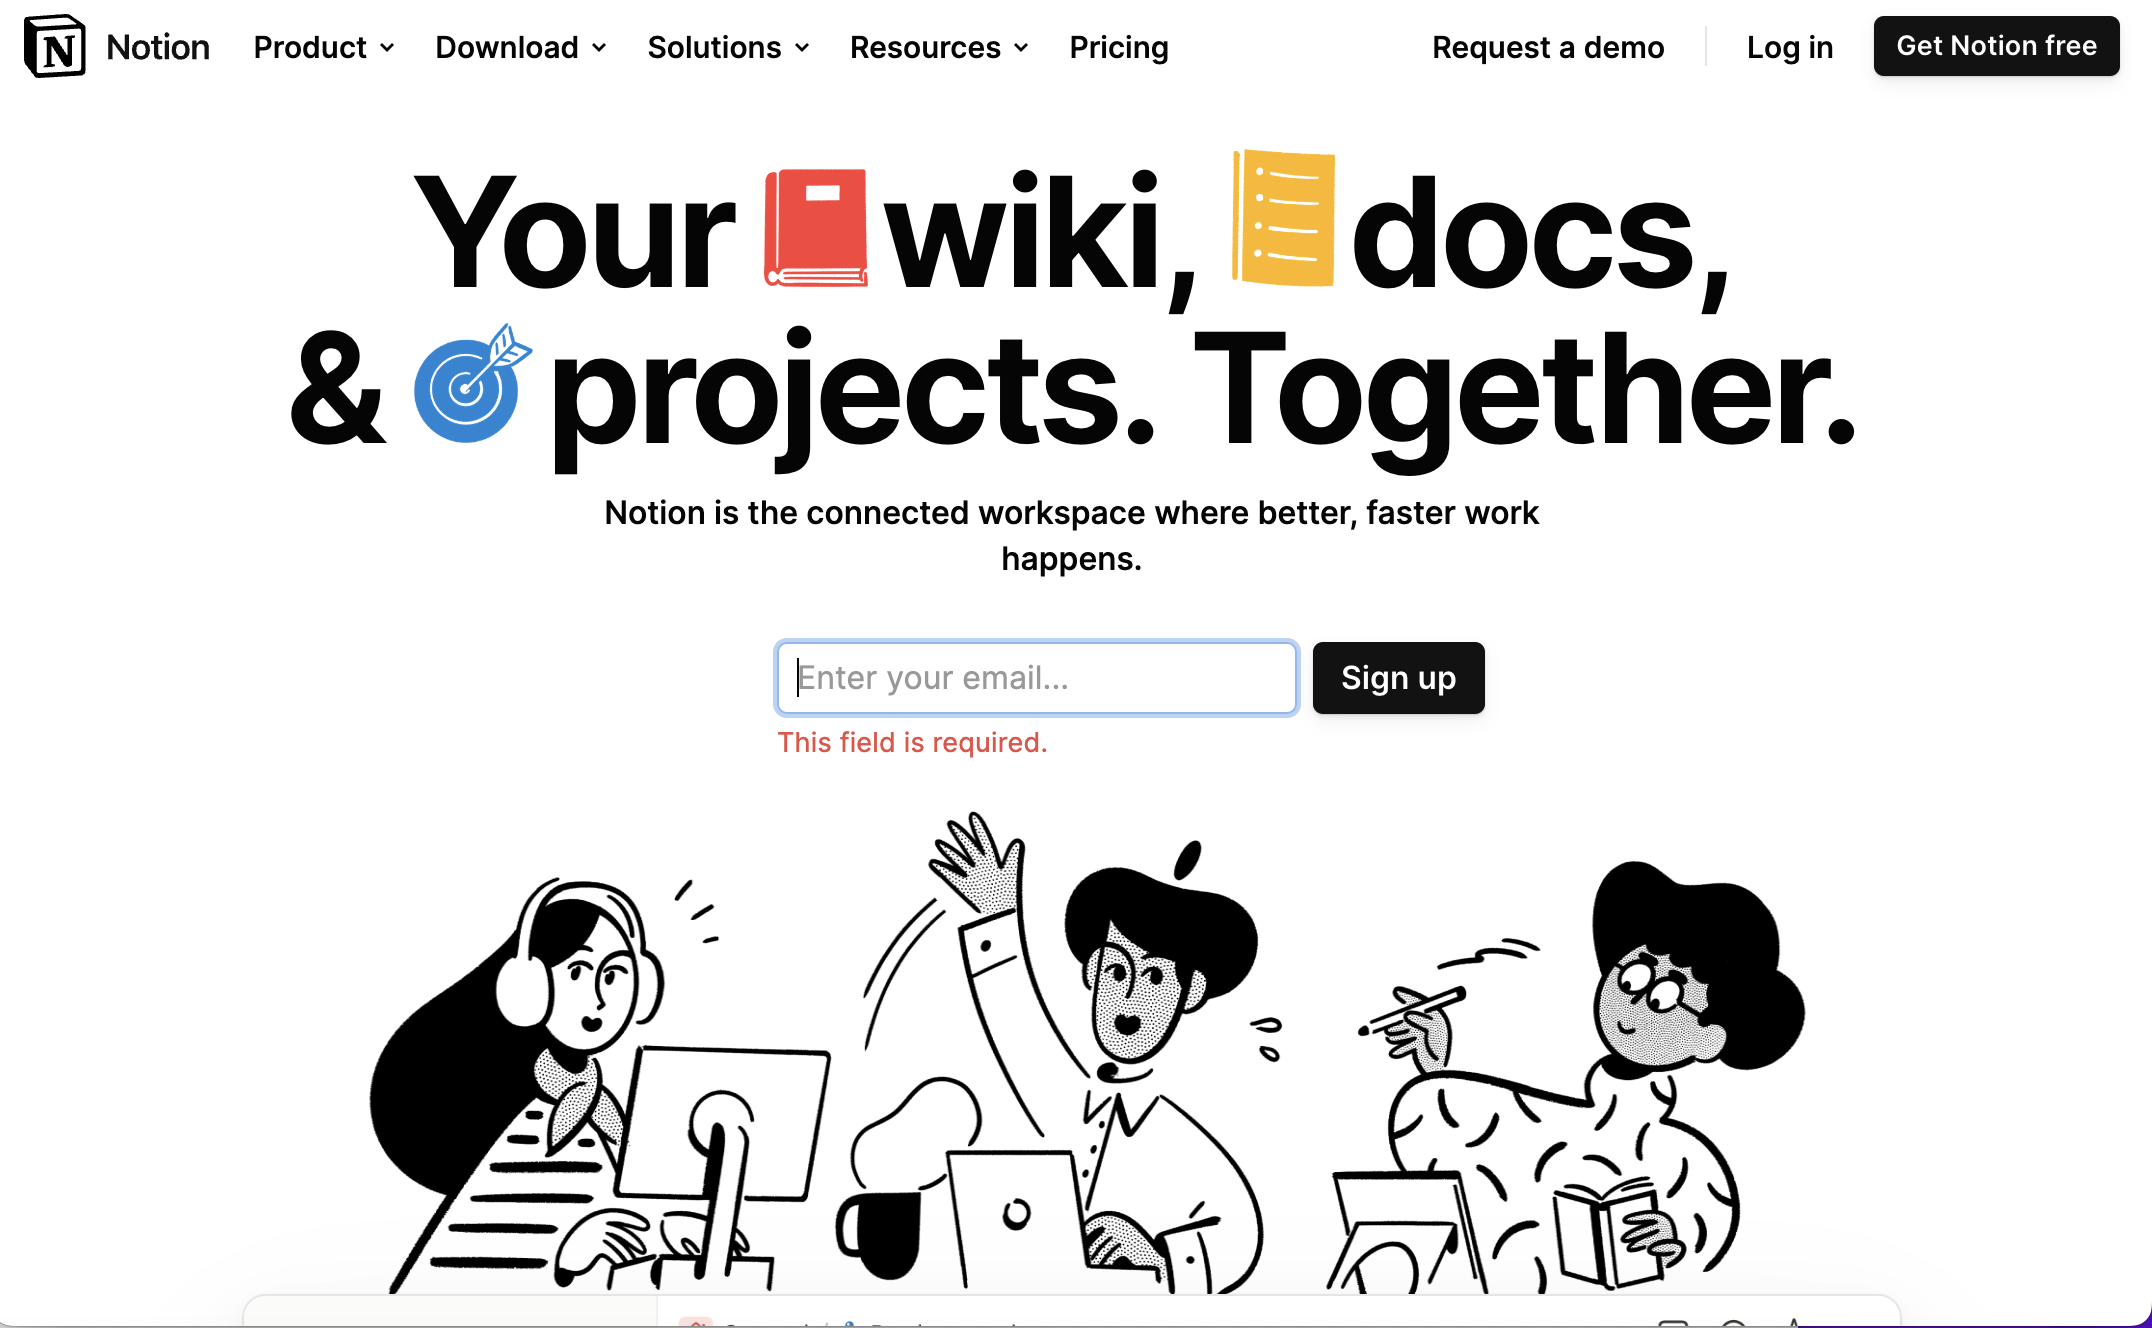 Notion Product Download Solutions Resources Pricing Request a demo Log in Get Notion free
Your wiki, docs,
& projects. Together.
Notion is the connected workspace where better, faster work
happens.
Enter your email... Sign up
This field is required.